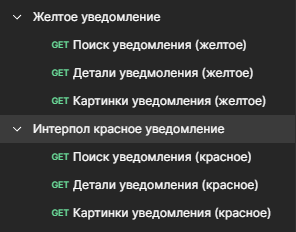 Желтое уведомление
GET Поиск уведомления (желтое)
GET Детали уведмоления (желтое)
GET Картинки уведомления (желтое)
Интерпол красное уведомление
GET Поиск уведомления (красное)
GET Детали уведомления (красное)
GET Картинки уведомления (красное)